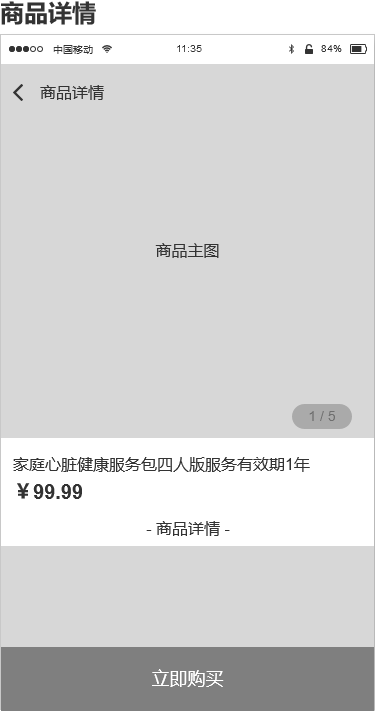 商品详情
中国移动 11:35 84%
商品详情
商品主图
1 / 5
家庭心脏健康服务包四人版服务有效期1年
￥99.99
- 商品详情 -
立即购买